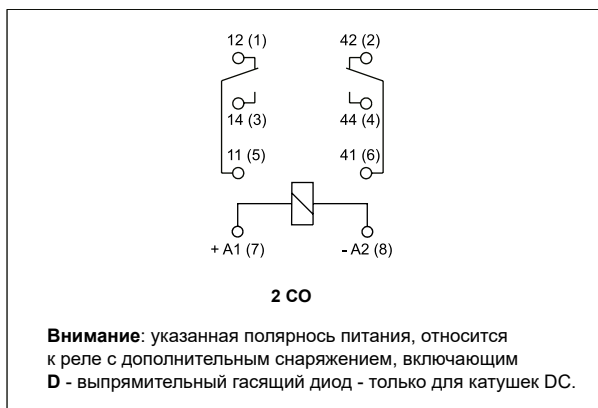 12 (1) 42 (2)
14 (3) 44 (4)
11 (5) 41 (6)
+ A1 (7) - A2 (8)
2 CO
Внимание: указанная полярнось питания, относится
к реле с дополнительным снаряжением, включающим
D - выпрямительный гасящий диод - только для катушек DC.